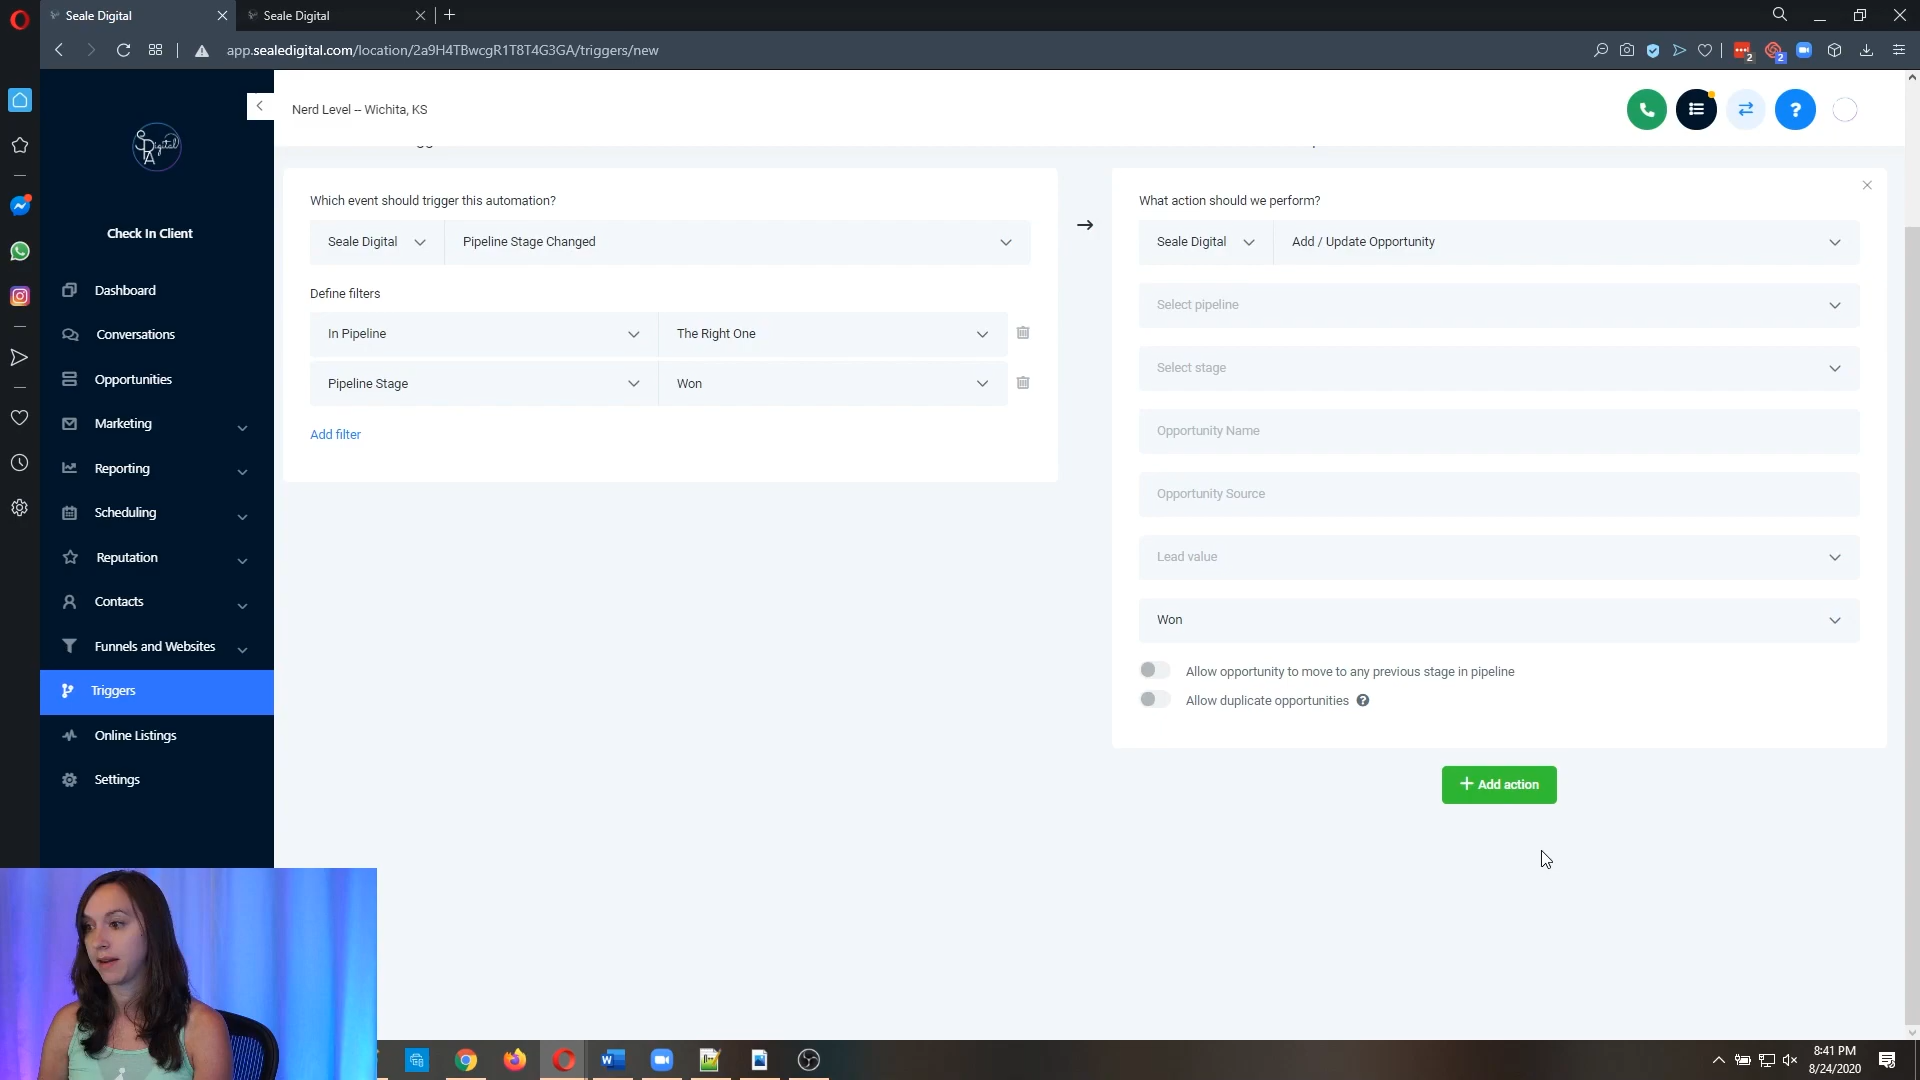 Seale Digital
Seale Digital
app.sealedigital.com/location/2a9H4TBwcgR1T8T4G3GA/triggers/new
2
2
Nerd Level -- Wichita, KS
Digital
Check In Client
Dashboard
Conversations
Opportunities
Marketing
Reporting
Scheduling
Reputation
Contacts
Funnels and Websites
Triggers
Online Listings
Settings
Which event should trigger this automation?
Seale Digital
Pipeline Stage Changed
Define filters
In Pipeline
The Right One
Pipeline Stage
Won
Add filter
What action should we perform?
Seale Digital
Add / Update Opportunity
Select pipeline
Select stage
Opportunity Name
Opportunity Source
Lead value
Won
Allow opportunity to move to any previous stage in pipeline
Allow duplicate opportunities
+ Add action
8:41 PM
8/24/2020